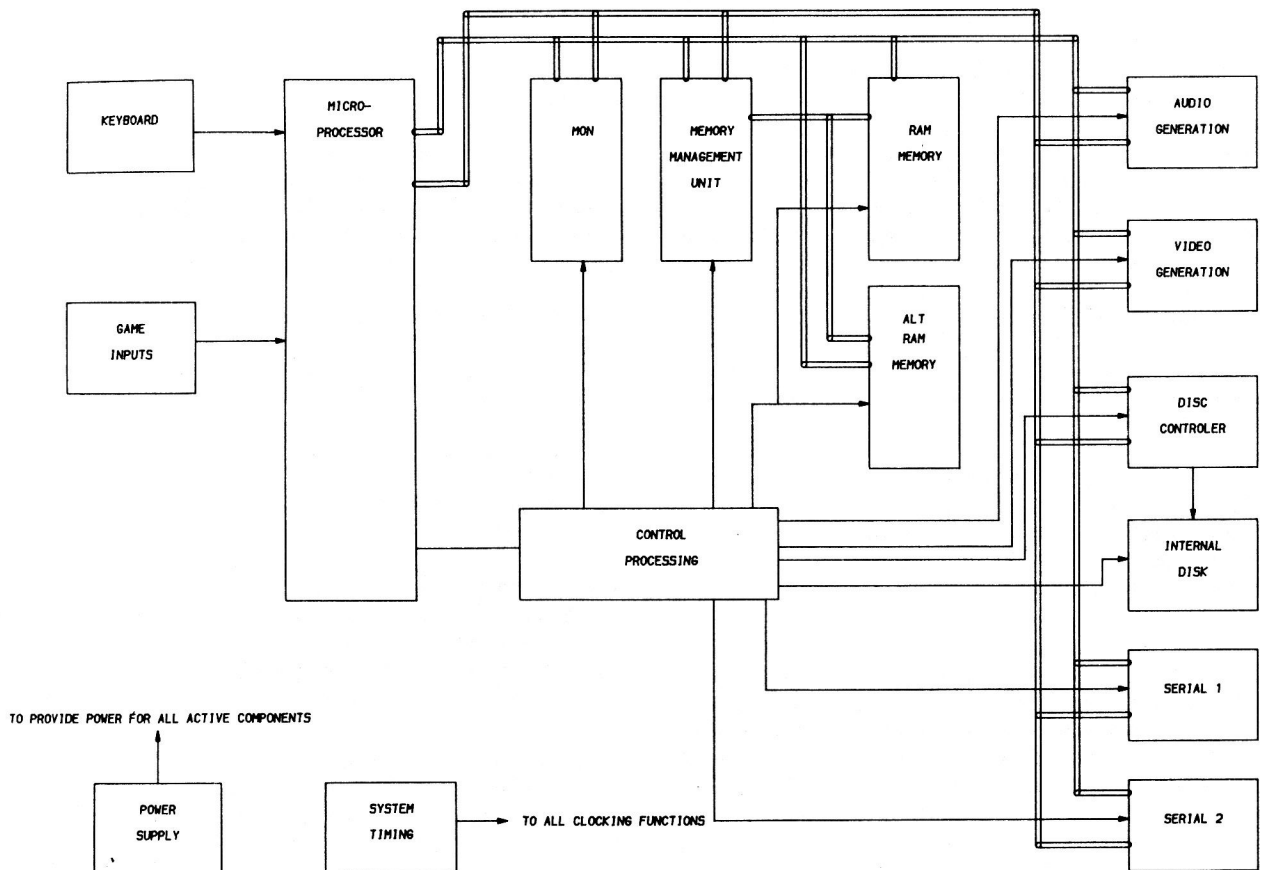 KEYBOARD
MICRO-
PROCESSOR
MON
MEMORY
MANAGEMENT
UNIT
RAM
MEMORY
AUDIO
GENERATION
GAME
INPUTS
ALT
RAM
MEMORY
VIDEO
GENERATION
DISC
CONTROLER
CONTROL
PROCESSING
INTERNAL
DISK
SERIAL 1
TO PROVIDE POWER FOR ALL ACTIVE COMPONENTS
POWER
SUPPLY
SYSTEM
TIMING
TO ALL CLOCKING FUNCTIONS
SERIAL 2